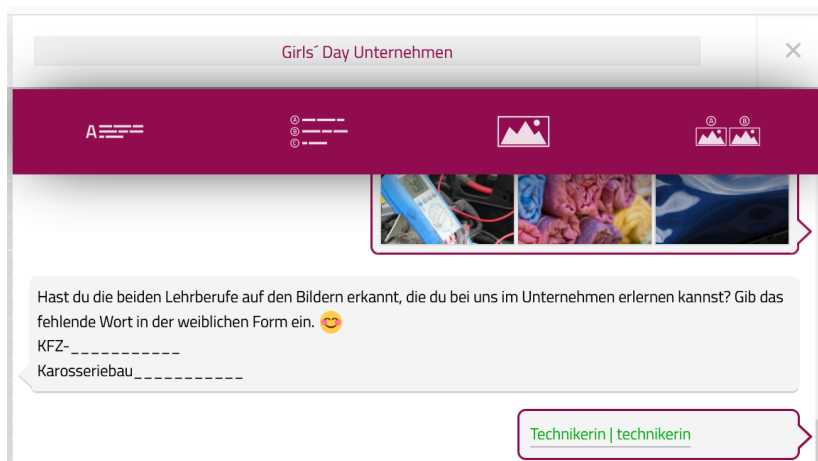 Girls´ Day Unternehmen
A
A
B
C
A B
Hast du die beiden Lehrberufe auf den Bildern erkannt, die du bei uns im Unternehmen erlernen kannst? Gib das
fehlende Wort in der weiblichen Form ein. 😊
KFZ-___________
Karosseriebau___________
Technikerin | technikerin